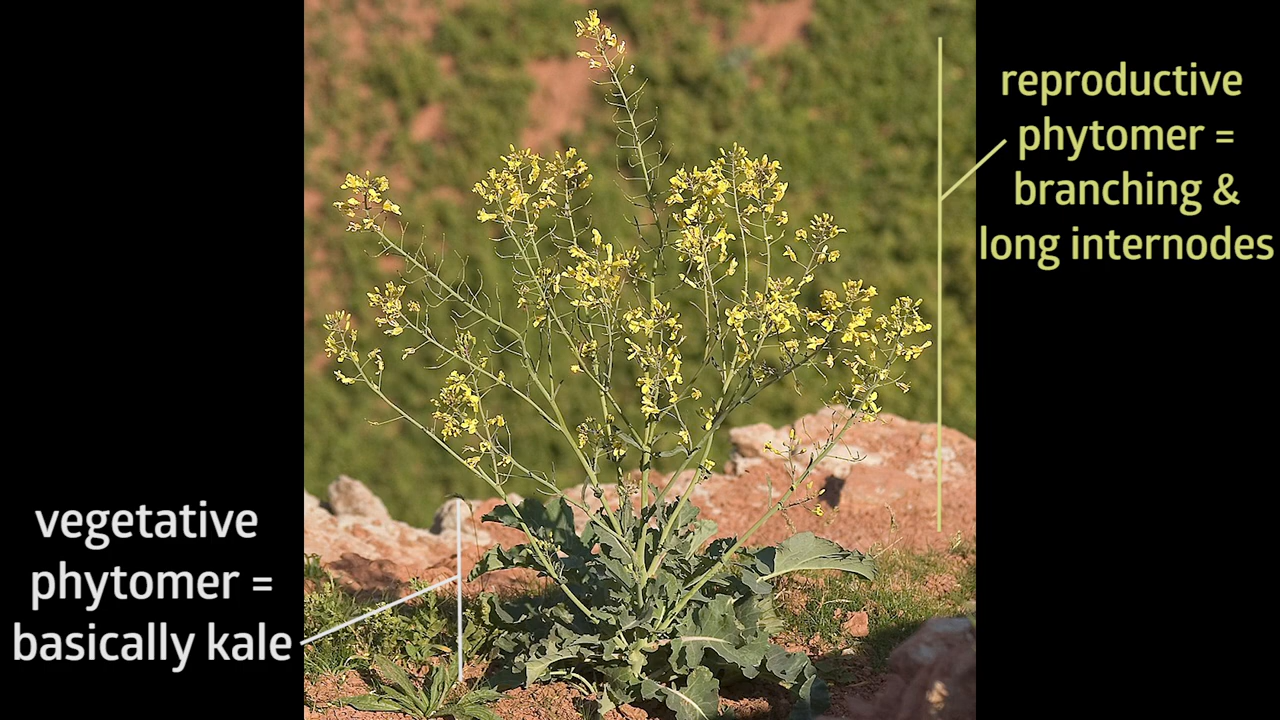 reproductive
phytomer =
branching &
long internodes
vegetative
phytomer =
basically kale